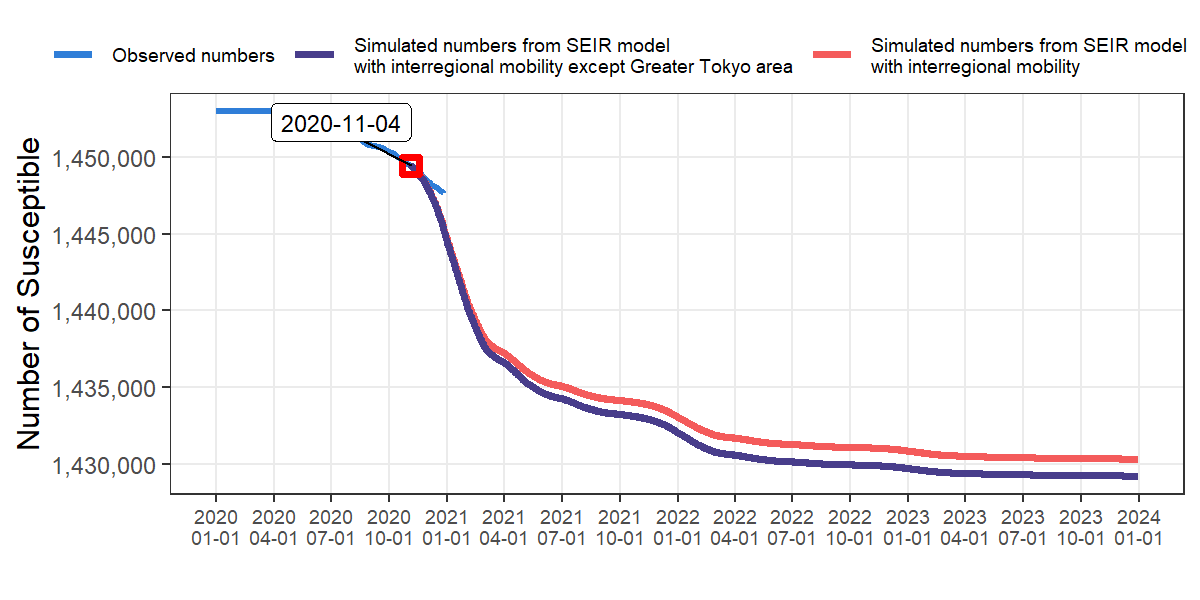 Observed numbers
Simulated numbers from SEIR model
with interregional mobility except Greater Tokyo area
Simulated numbers from SEIR model
with interregional mobility
Number of Susceptible
1,450,000
1,445,000
1,440,000
1,435,000
1,430,000
2020-11-04
2020 2020 2020 2020 2021 2021 2021 2021 2022 2022 2022 2022 2023 2023 2023 2023 2024
01-01 04-01 07-01 10-01 01-01 04-01 07-01 10-01 01-01 04-01 07-01 10-01 01-01 04-01 07-01 10-01 01-01